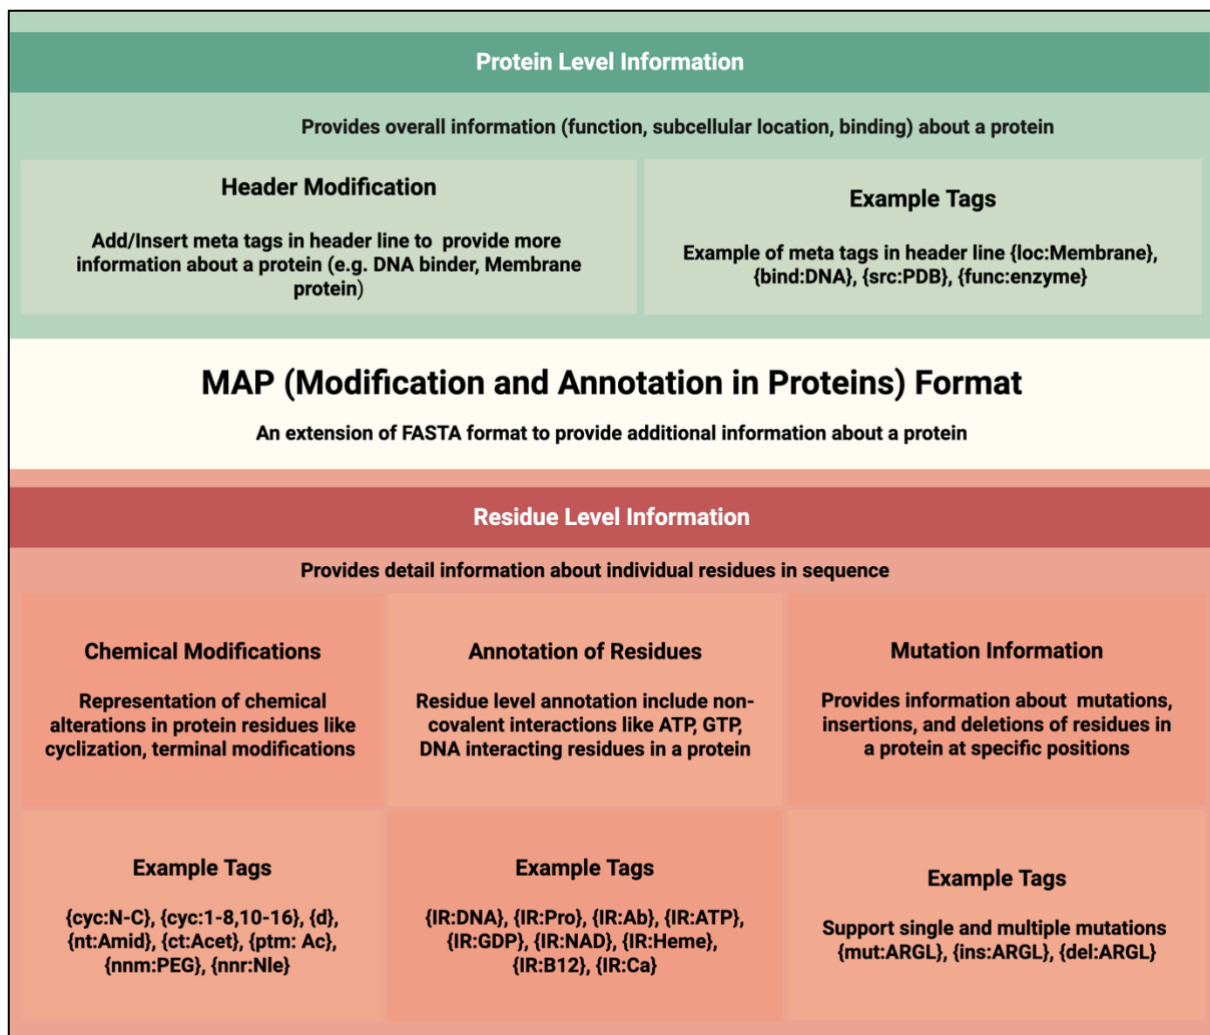 Protein Level Information
Provides overall information (function, subcellular location, binding) about a protein
Header Modification
Add/Insert meta tags in header line to provide more
information about a protein (e.g. DNA binder, Membrane
protein)
Example Tags
Example of meta tags in header line {loc:Membrane},
{bind:DNA}, {src:PDB}, {func:enzyme}
MAP (Modification and Annotation in Proteins) Format
An extension of FASTA format to provide additional information about a protein
Residue Level Information
Provides detail information about individual residues in sequence
Chemical Modifications
Representation of chemical
alterations in protein residues like
cyclization, terminal modifications
Annotation of Residues
Residue level annotation include non-
covalent interactions like ATP, GTP,
DNA interacting residues in a protein
Mutation Information
Provides information about mutations,
insertions, and deletions of residues in
a protein at specific positions
Example Tags
{cyc:N-C}, {cyc:1-8,10-16}, {d},
{nt:Amid}, {ct:Acet}, {ptm: Ac},
{nnm:PEG}, {nnr:Nle}
Example Tags
{IR:DNA}, {IR:Pro}, {IR:Ab}, {IR:ATP}
{IR:GDP}, {IR:NAD}, {IR:Heme},
{IR:B12}, {IR:Ca}
Example Tags
Support single and multiple mutations
{mut:ARGL}, {ins:ARGL}, {del:ARGL}